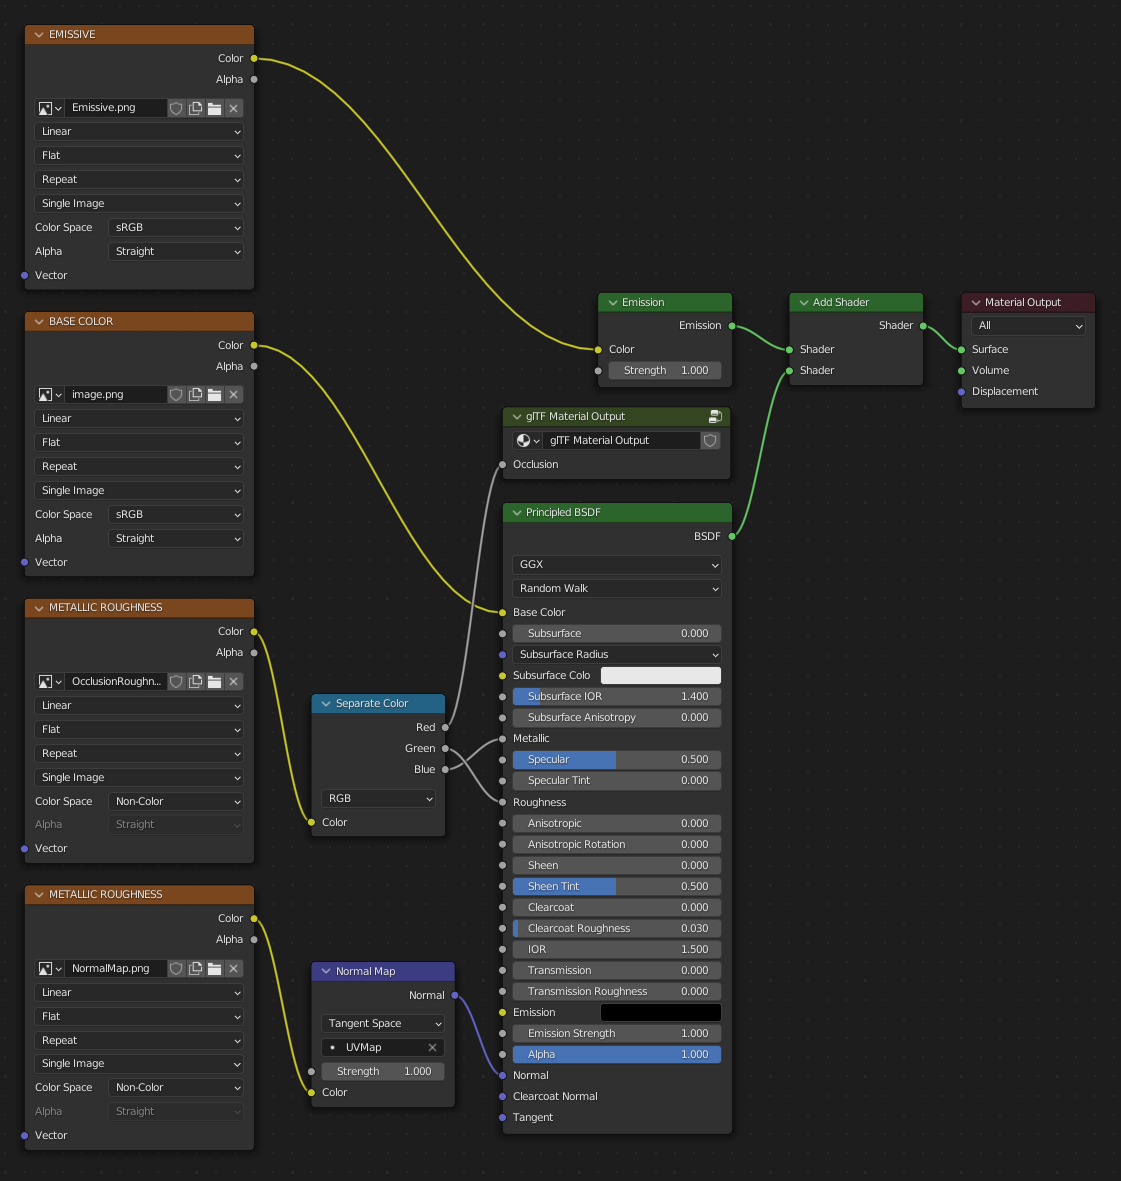 EMISSIVE
Color
Alpha
Emissive.png
Linear
Flat
Repeat
Single Image
Color Space sRGB
Alpha Straight
Vector
BASE COLOR
Color
Alpha
image.png
Linear
Flat
Repeat
Single Image
Color Space sRGB
Alpha Straight
Vector
METALLIC ROUGHNESS
Color
Alpha
OcclusionRoughn...
Linear
Flat
Repeat
Single Image
Color Space Non-Color
Alpha Straight
Vector
METALLIC ROUGHNESS
Color
Alpha
NormalMap.png
Linear
Flat
Repeat
Single Image
Color Space Non-Color
Alpha Straight
Vector
Separate Color
Red
Green
Blue
RGB
Color
Normal Map
Normal
Tangent Space
UVMap
Strength 1.000
Color
Emission
Emission
Color
Strength 1.000
glTF Material Output
glTF Material Output
Occlusion
Principled BSDF
BSDF
GGX
Random Walk
Base Color
Subsurface 0.000
Subsurface Radius
Subsurface Colo
Subsurface IOR 1.400
Subsurface Anisotropy 0.000
Metallic
Specular 0.500
Specular Tint 0.000
Roughness
Anisotropic 0.000
Anisotropic Rotation 0.000
Sheen 0.000
Sheen Tint 0.500
Clearcoat 0.000
Clearcoat Roughness 0.030
IOR 1.500
Transmission 0.000
Transmission Roughness 0.000
Emission
Emission Strength 1.000
Alpha 1.000
Normal
Clearcoat Normal
Tangent
Add Shader
Shader
Shader
Shader
Material Output
All
Surface
Volume
Displacement